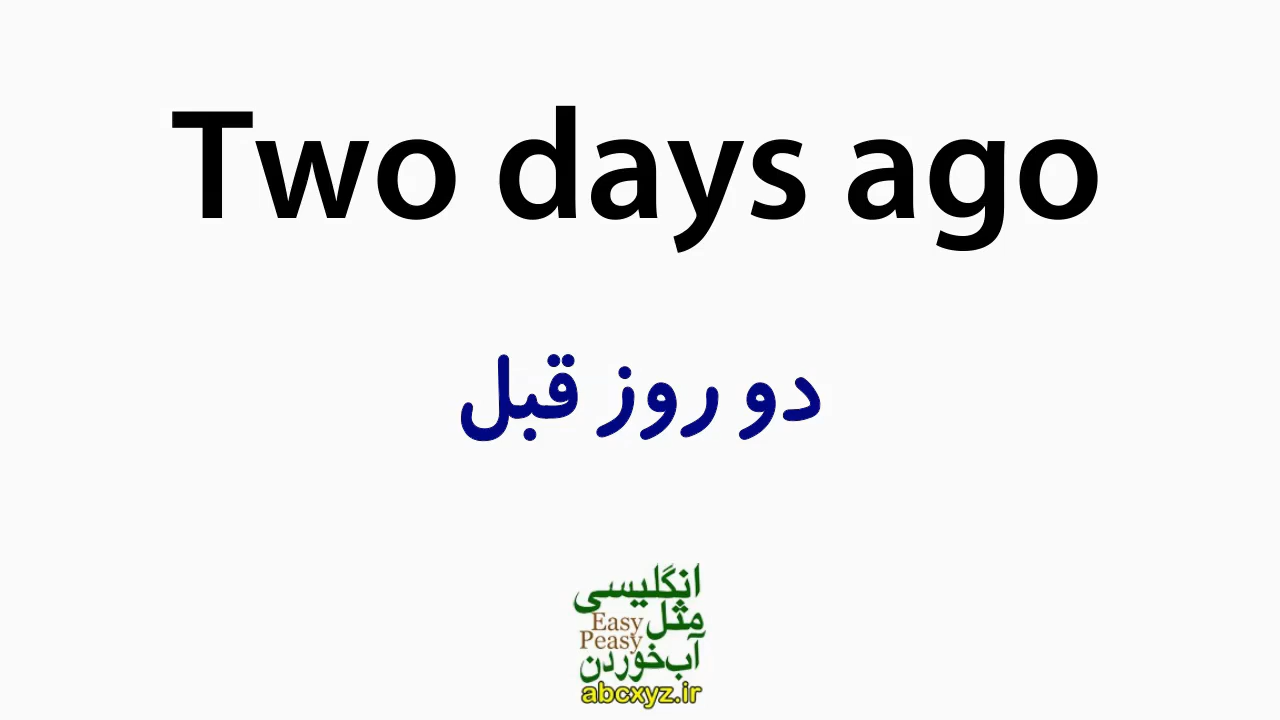 Two days ago
دو روز قبل
انگلیسی
مثل
Easy
Peasy
آب‌خوردن
abcxyz.ir